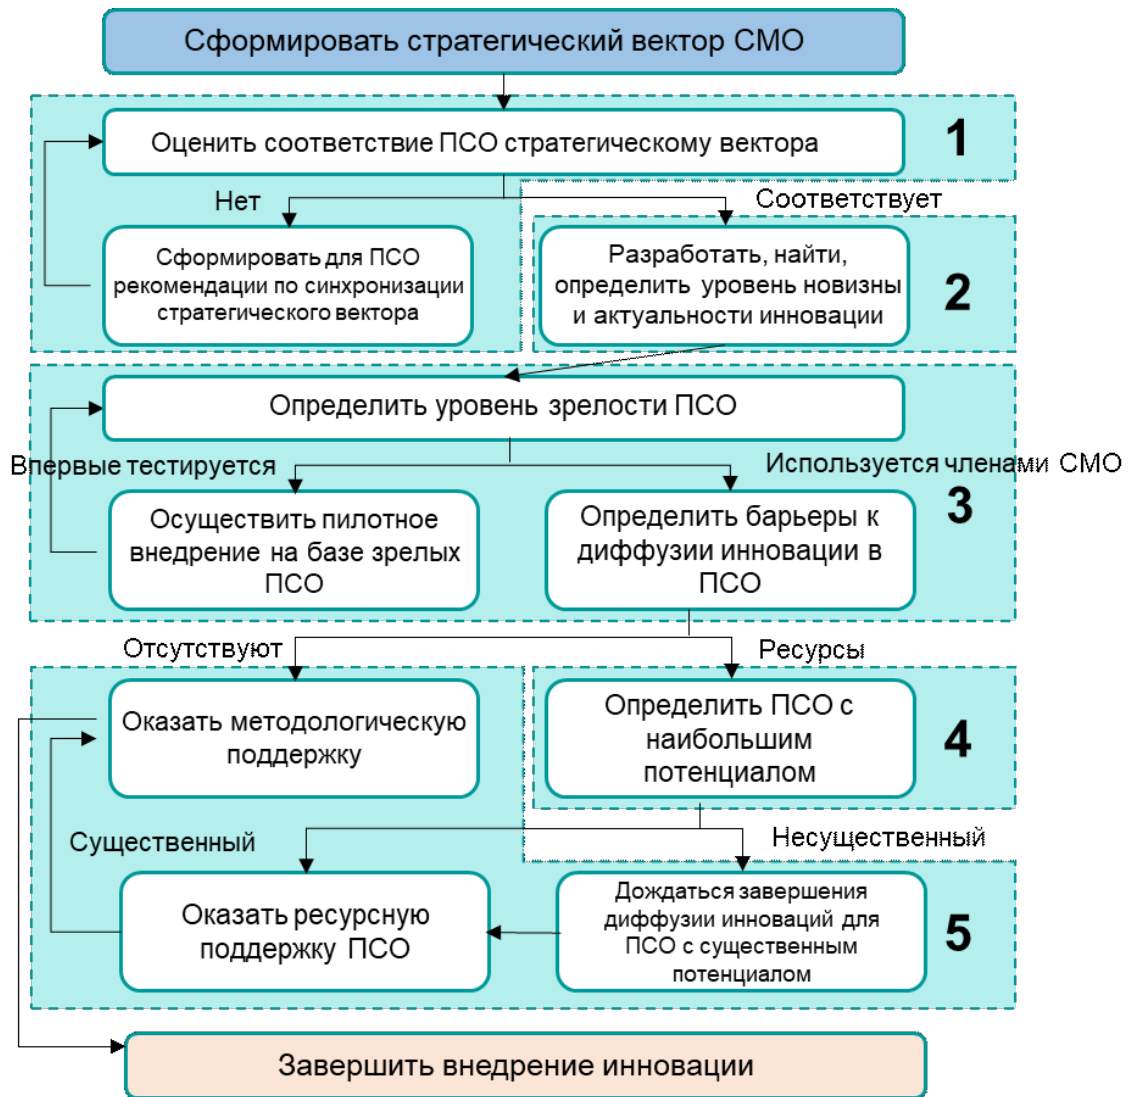 Сформировать стратегический вектор СМО
Оценить соответствие ПСО стратегическому вектора
1
Нет
Соответствует
Сформировать для ПСО
рекомендации по синхронизации
стратегического вектора
Разработать, найти,
определить уровень новизны
и актуальности инновации
2
Определить уровень зрелости ПСО
Впервые тестируется
Используется членами СМО
Осуществить пилотное
внедрение на базе зрелых
ПСО
Определить барьеры к
диффузии инновации в
ПСО
3
Отсутствуют
Ресурсы
Оказать методологическую
поддержку
Определить ПСО с
наибольшим
потенциалом
4
Существенный
Несущественный
Оказать ресурсную
поддержку ПСО
Дождаться завершения
диффузии инноваций для
ПСО с существенным
потенциалом
5
Завершить внедрение инновации